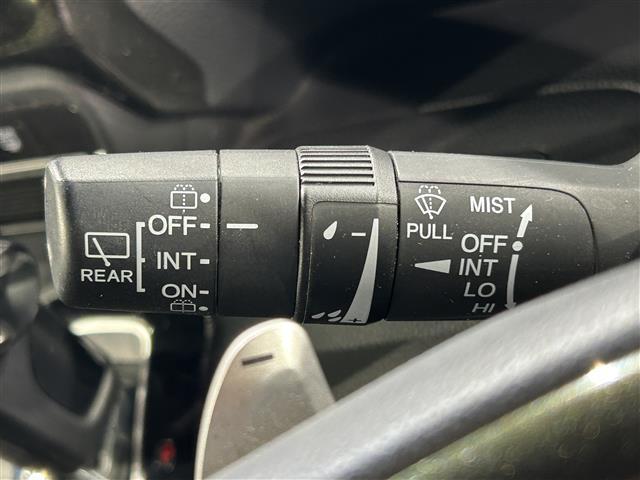 OFF
INT
ON
REAR
−
+
PULL
MIST
OFF
INT
LO
HI
−